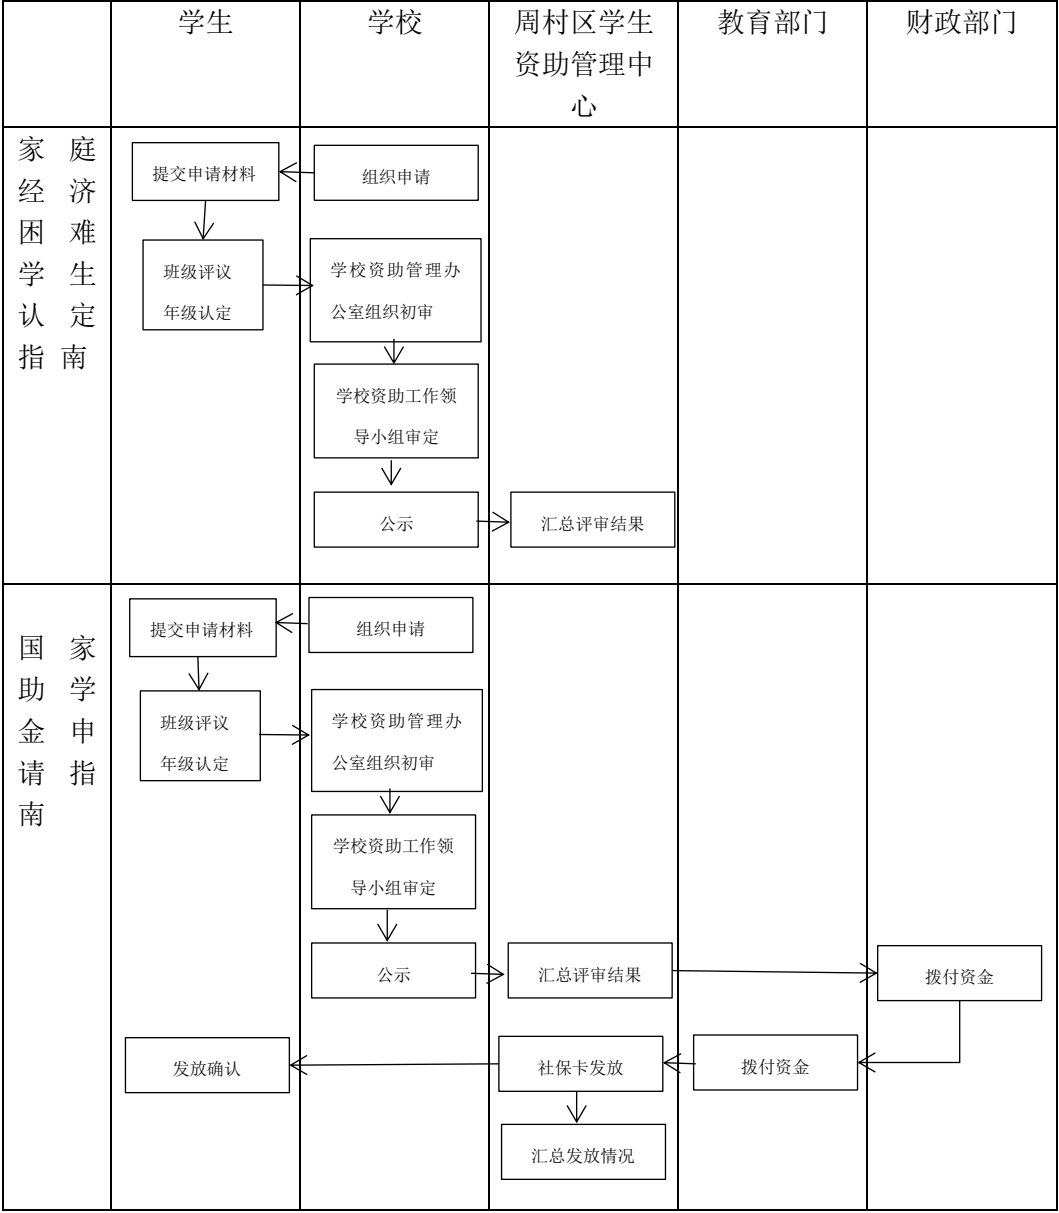 学生
学校
周村区学生
资助管理中
心
教育部门
财政部门
家 庭
经 济
困 难
学 生
认 定
指 南
提交申请材料
组织申请
班级评议
年级认定
学校资助管理办
公室组织初审
学校资助工作领
导小组审定
公示
汇总评审结果
国 家
助 学
金 申
请 指
南
提交申请材料
组织申请
班级评议
年级认定
学校资助管理办
公室组织初审
学校资助工作领
导小组审定
公示
汇总评审结果
拨付资金
发放确认
社保卡发放
拨付资金
汇总发放情况